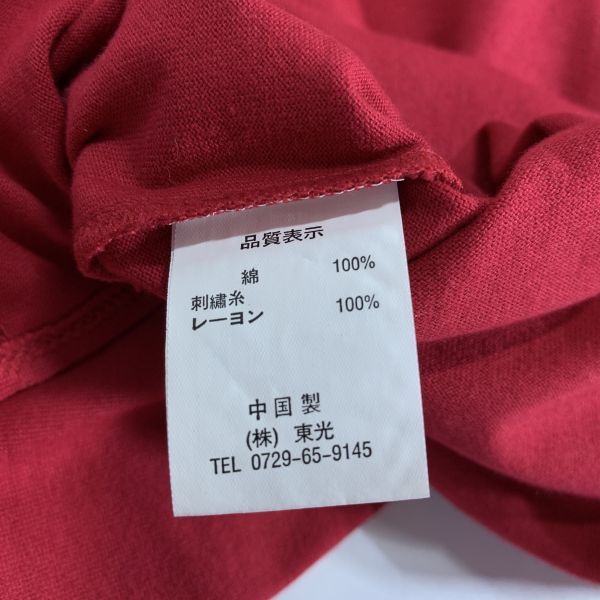 品質表示
綿 100%
刺繍糸
レーヨン 100%
中国製
(株) 東光
TEL 0729-65-9145